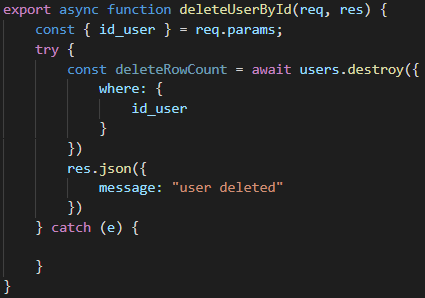 export async function deleteUserById(req, res) {
    const { id_user } = req.params;
    try {
        const deleteRowCount = await users.destroy({
            where: {
                id_user
            }
        })
        res.json({
            message: "user deleted"
        })
    } catch (e) {

    }
}